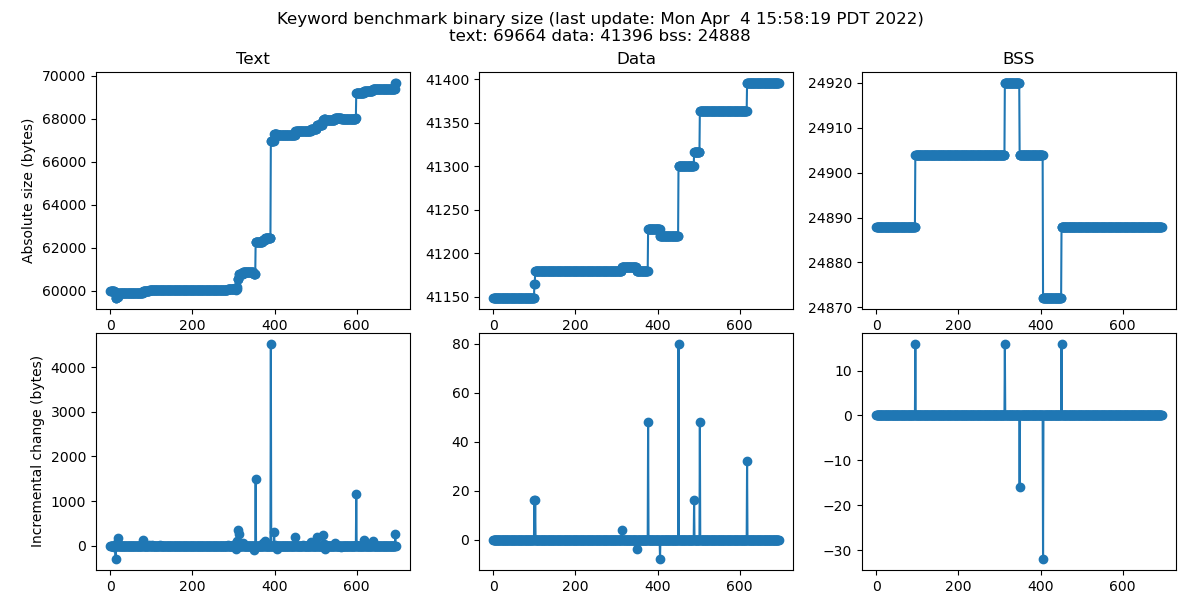 Keyword benchmark binary size (last update: Mon Apr  4 15:58:19 PDT 2022)
text: 69664 data: 41396 bss: 24888
Text
Data
BSS
Absolute size (bytes)
70000
68000
66000
64000
62000
60000
0 200 400 600
41400
41350
41300
41250
41200
41150
0 200 400 600
24920
24910
24900
24890
24880
24870
0 200 400 600
Incremental change (bytes)
4000
3000
2000
1000
0
0 200 400 600
80
60
40
20
0
0 200 400 600
10
0
−10
−20
−30
0 200 400 600